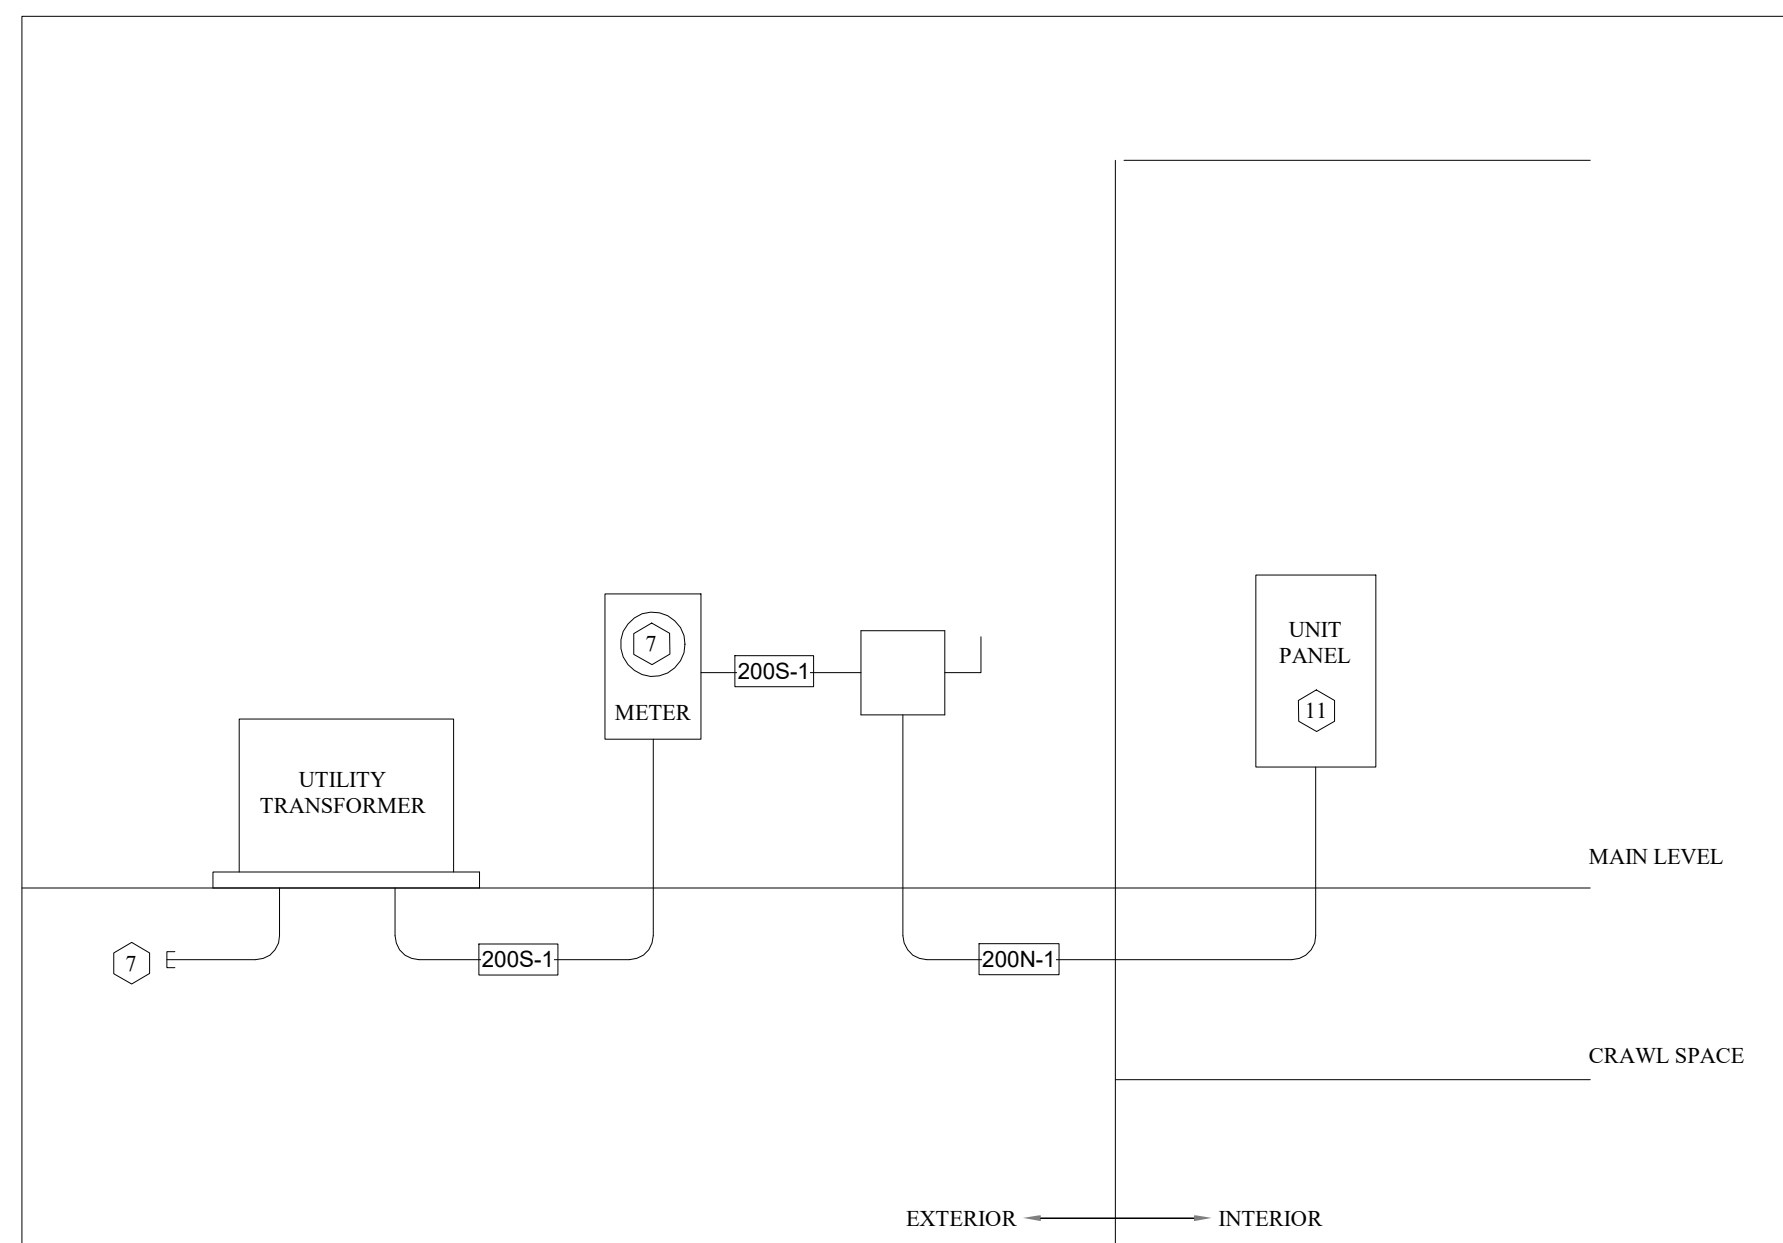 7
METER
200S-1
UNIT
PANEL
11
UTILITY
TRANSFORMER
MAIN LEVEL
7
200S-1
200N-1
CRAWL SPACE
EXTERIOR
INTERIOR